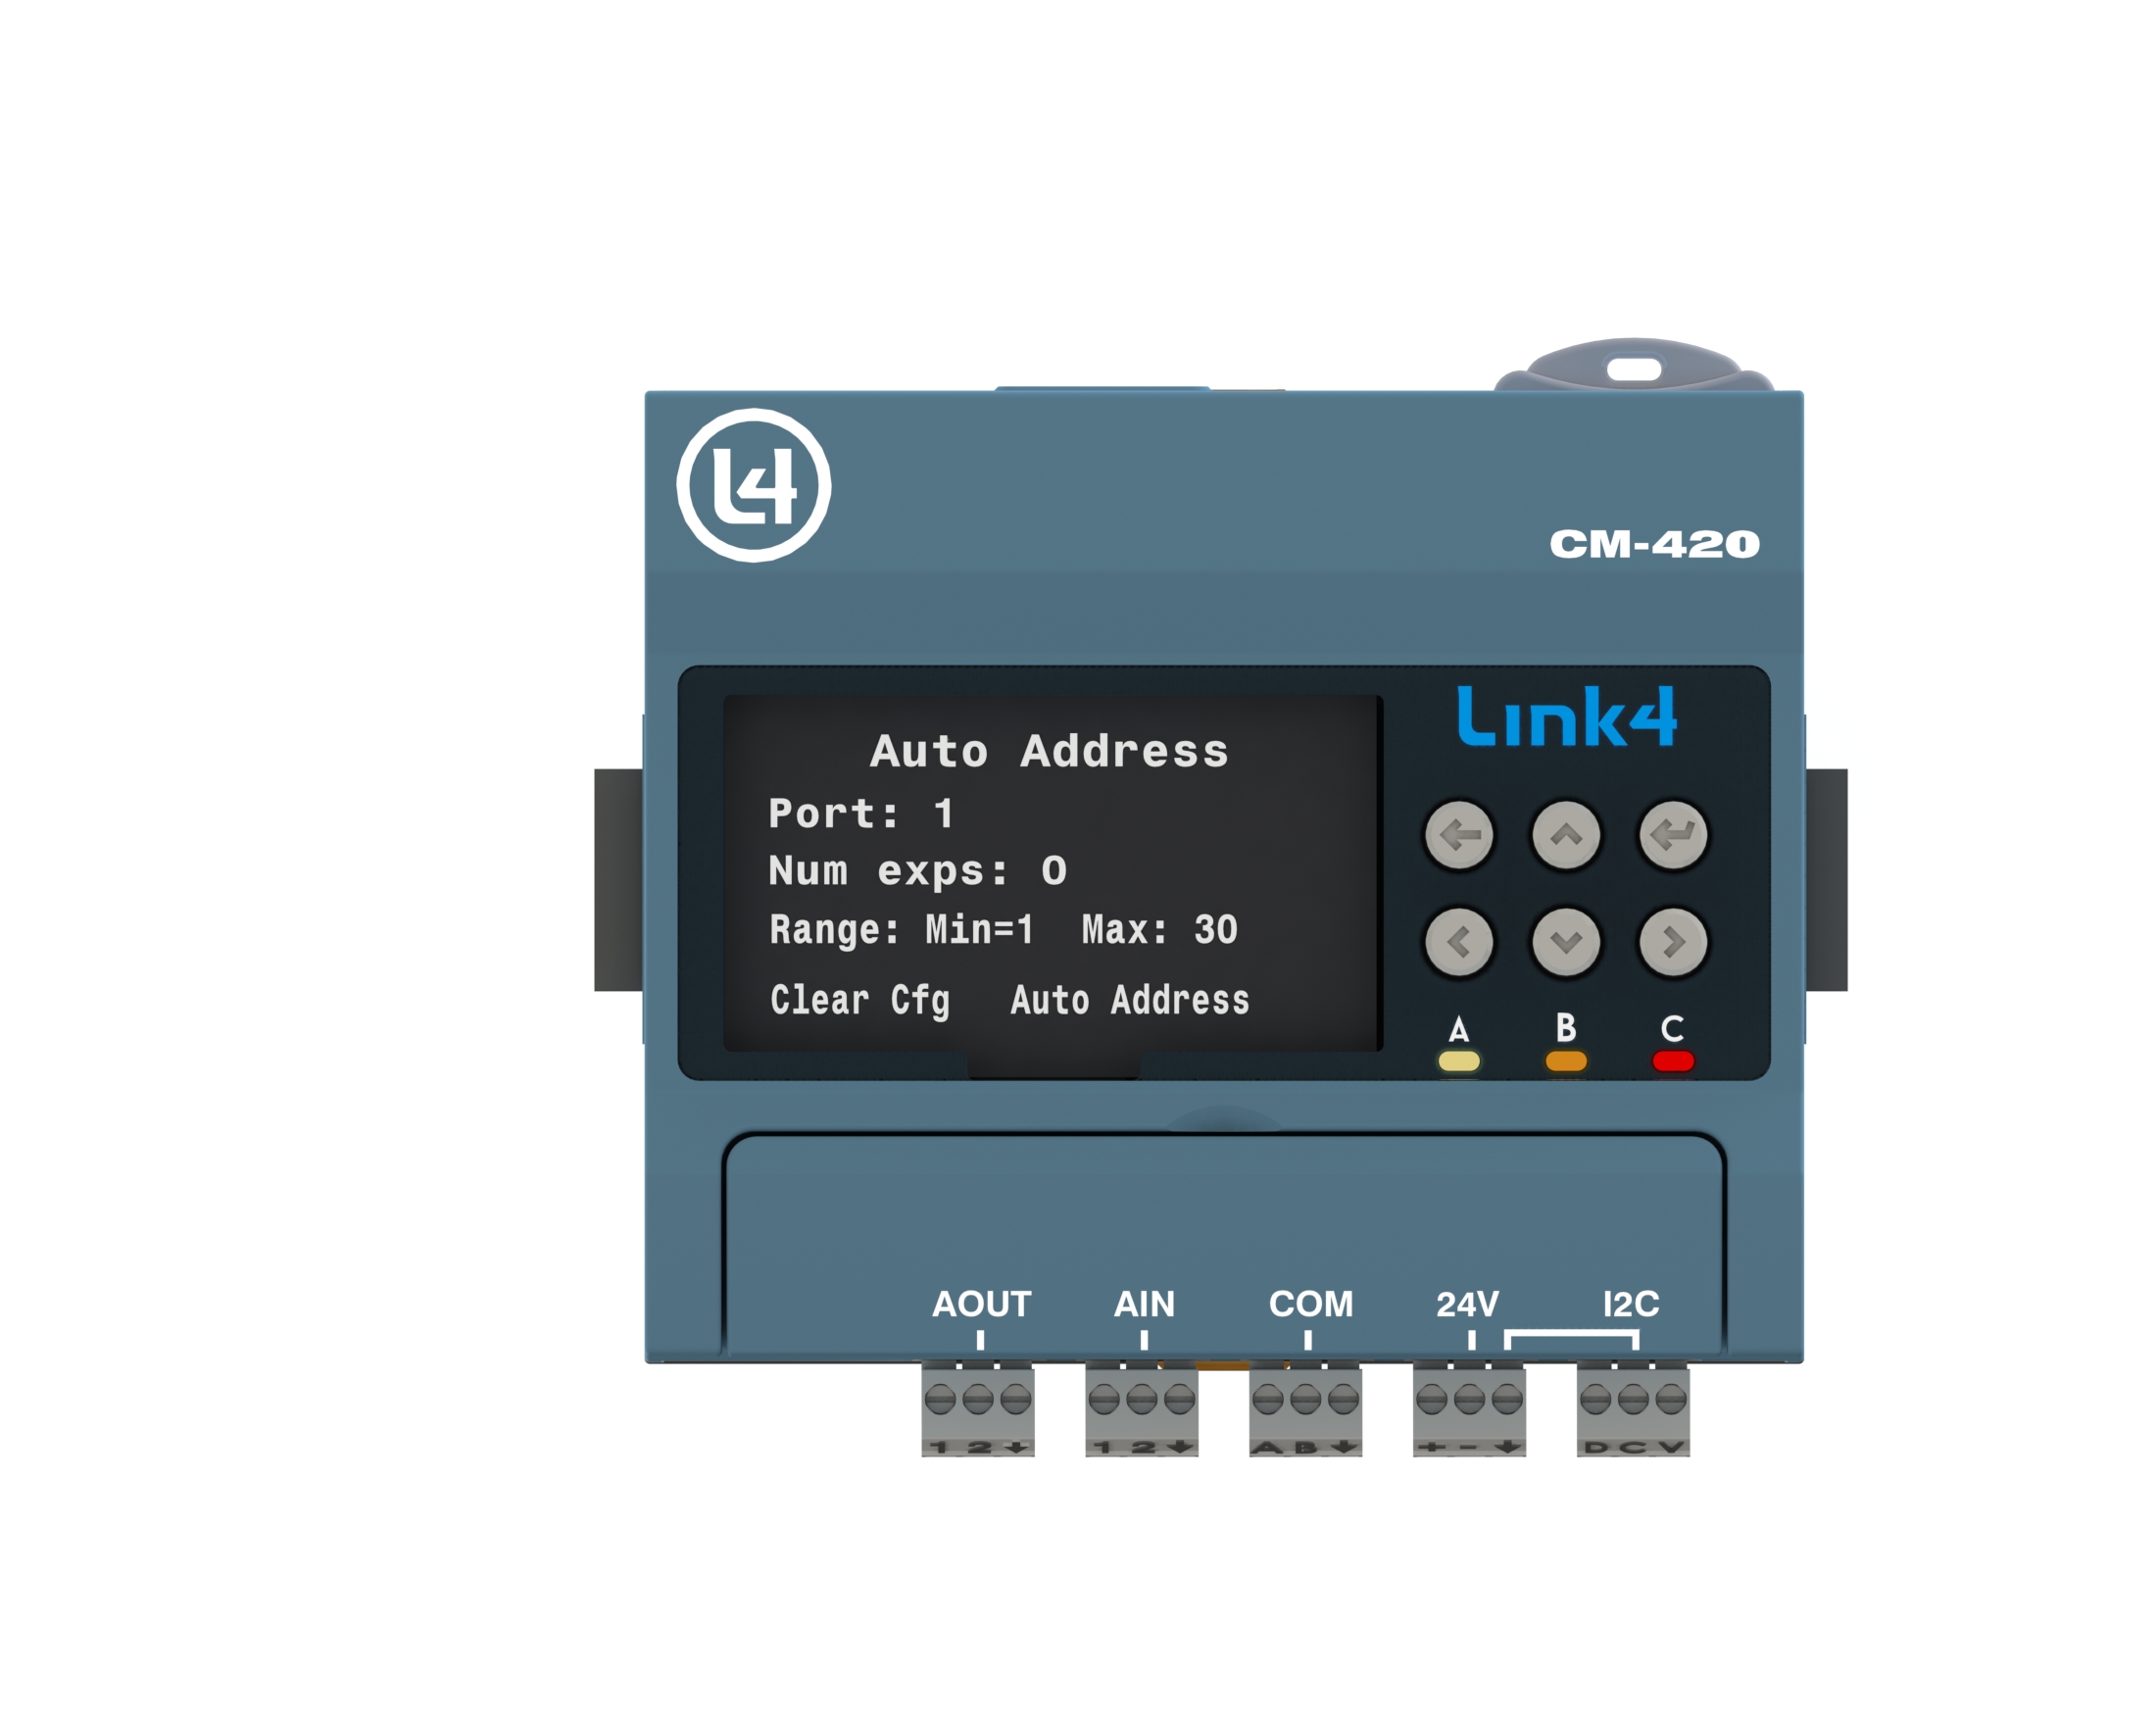 L4
CM-420
Link4
Auto Address
Port: 1
Num exps: 0
Range: Min=1 Max: 30
Clear Cfg Auto Address
A B C
AOUT AIN COM 24V I2C
1 2 1 2 A B + - D C V